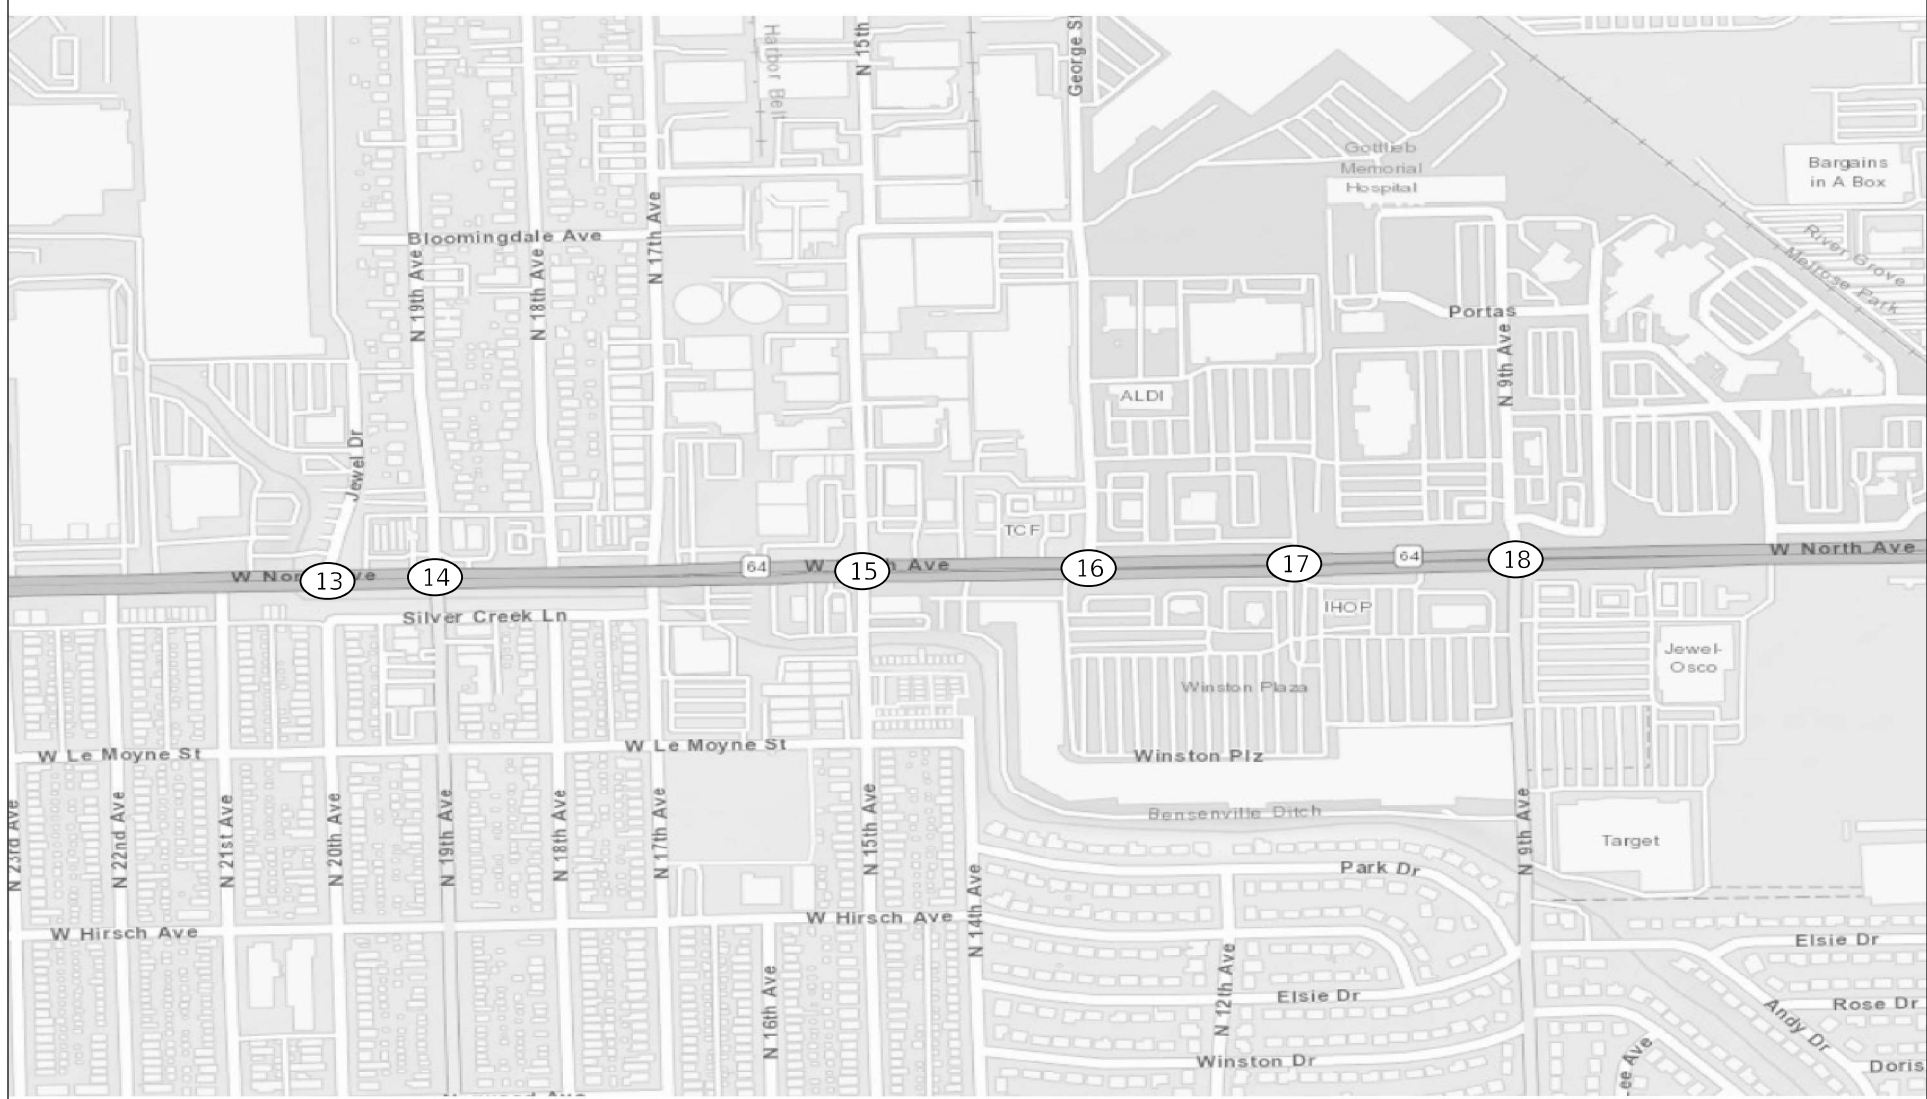 Harbor Belt
N 15th
George St
Gottlieb
Memorial
Hospital
Bargains
in A Box
River Grove
Melrose Park
Bloomingdale Ave
N 17th Ave
N 19th Ave
N 18th Ave
Portas
N 9th Ave
ALDI
Jewel Dr
TCF
64
64
W North Ave
W Ave
W North Ave
13
14
15
16
17
18
Silver Creek Ln
IHOP
Jewel-
Osco
Winston Plaza
W Le Moyne St
W Le Moyne St
Winston Plz
Bensenville Ditch
N 23rd Ave
N 22nd Ave
N 21st Ave
N 20th Ave
N 19th Ave
N 18th Ave
N 17th Ave
N 15th Ave
N 14th Ave
N 9th Ave
Target
Park Dr
W Hirsch Ave
W Hirsch Ave
N 16th Ave
N 12th Ave
Elsie Dr
Elsie Dr
Rose Dr
Andy Dr
Winston Dr
Doris